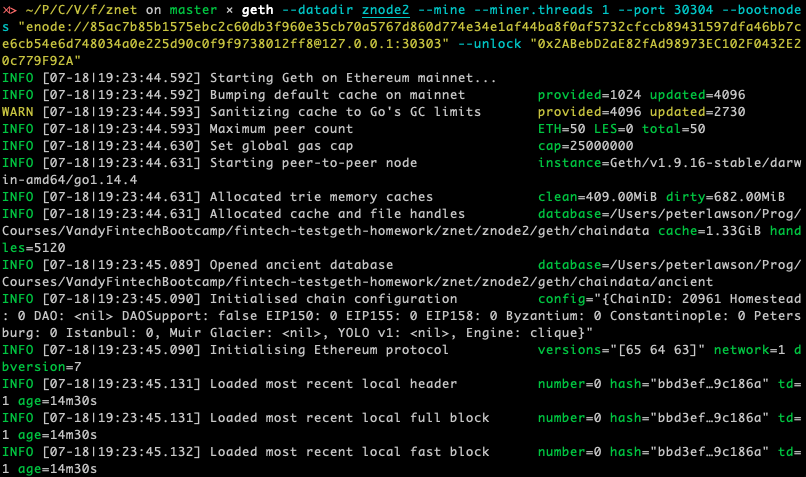 ~/P/C/V/f/znet on master × geth --datadir znode2 --mine --miner.threads 1 --port 30304 --bootnode
s "enode://85ac7b85b1575ebc2c60db3f960e35cb70a5767d860d774e34e1af44ba8f0af5732cfccb89431597dfa46bb7c
e6cb54e6d748034a0e225d90c0f9f9738012ff8@127.0.0.1:30303" --unlock "0x2ABebD2aE82fAd98973EC102F0432E2
0c779F92A"
INFO [07-18|19:23:44.592] Starting Geth on Ethereum mainnet...
INFO [07-18|19:23:44.592] Bumping default cache on mainnet provided=1024 updated=4096
WARN [07-18|19:23:44.593] Sanitizing cache to Go's GC limits provided=4096 updated=2730
INFO [07-18|19:23:44.593] Maximum peer count ETH=50 LES=0 total=50
INFO [07-18|19:23:44.630] Set global gas cap cap=25000000
INFO [07-18|19:23:44.631] Starting peer-to-peer node instance=Geth/v1.9.16-stable/darw
in-amd64/go1.14.4
INFO [07-18|19:23:44.631] Allocated trie memory caches clean=409.00MiB dirty=682.00MiB
INFO [07-18|19:23:44.631] Allocated cache and file handles database=/Users/peterlawson/Prog/
Courses/VandyFintechBootcamp/fintech-testgeth-homework/znet/znode2/geth/chaindata cache=1.33GiB hand
les=5120
INFO [07-18|19:23:45.089] Opened ancient database database=/Users/peterlawson/Prog/
Courses/VandyFintechBootcamp/fintech-testgeth-homework/znet/znode2/geth/chaindata/ancient
INFO [07-18|19:23:45.090] Initialised chain configuration config="{ChainID: 20961 Homestead
: 0 DAO: <nil> DAOSupport: false EIP150: 0 EIP155: 0 EIP158: 0 Byzantium: 0 Constantinople: 0 Peters
burg: 0 Istanbul: 0, Muir Glacier: <nil>, YOLO v1: <nil>, Engine: clique}"
INFO [07-18|19:23:45.090] Initialising Ethereum protocol versions="[65 64 63]" network=1 d
bversion=7
INFO [07-18|19:23:45.131] Loaded most recent local header number=0 hash="bbd3ef…9c186a" td=
1 age=14m30s
INFO [07-18|19:23:45.131] Loaded most recent local full block number=0 hash="bbd3ef…9c186a" td=
1 age=14m30s
INFO [07-18|19:23:45.132] Loaded most recent local fast block number=0 hash="bbd3ef…9c186a" td=
1 age=14m30s